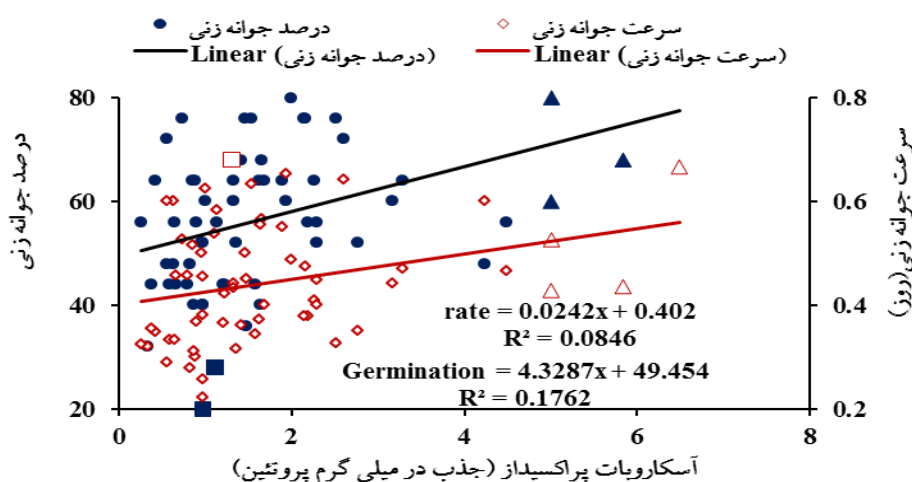 درصد جوانه زنی
سرعت جوانه زنی
Linear (درصد جوانه زنی)
Linear (سرعت جوانه زنی)
80
60
40
20
درصد جوانه زنی
0.8
0.6
0.4
0.2
سرعت جوانه زنی(روز)
rate = 0.0242x + 0.402
R² = 0.0846
Germination = 4.3287x + 49.454
R² = 0.1762
0 2 4 6 8
آسکاروبات پراکسیداز (جذب در میلی گرم پروتئین)